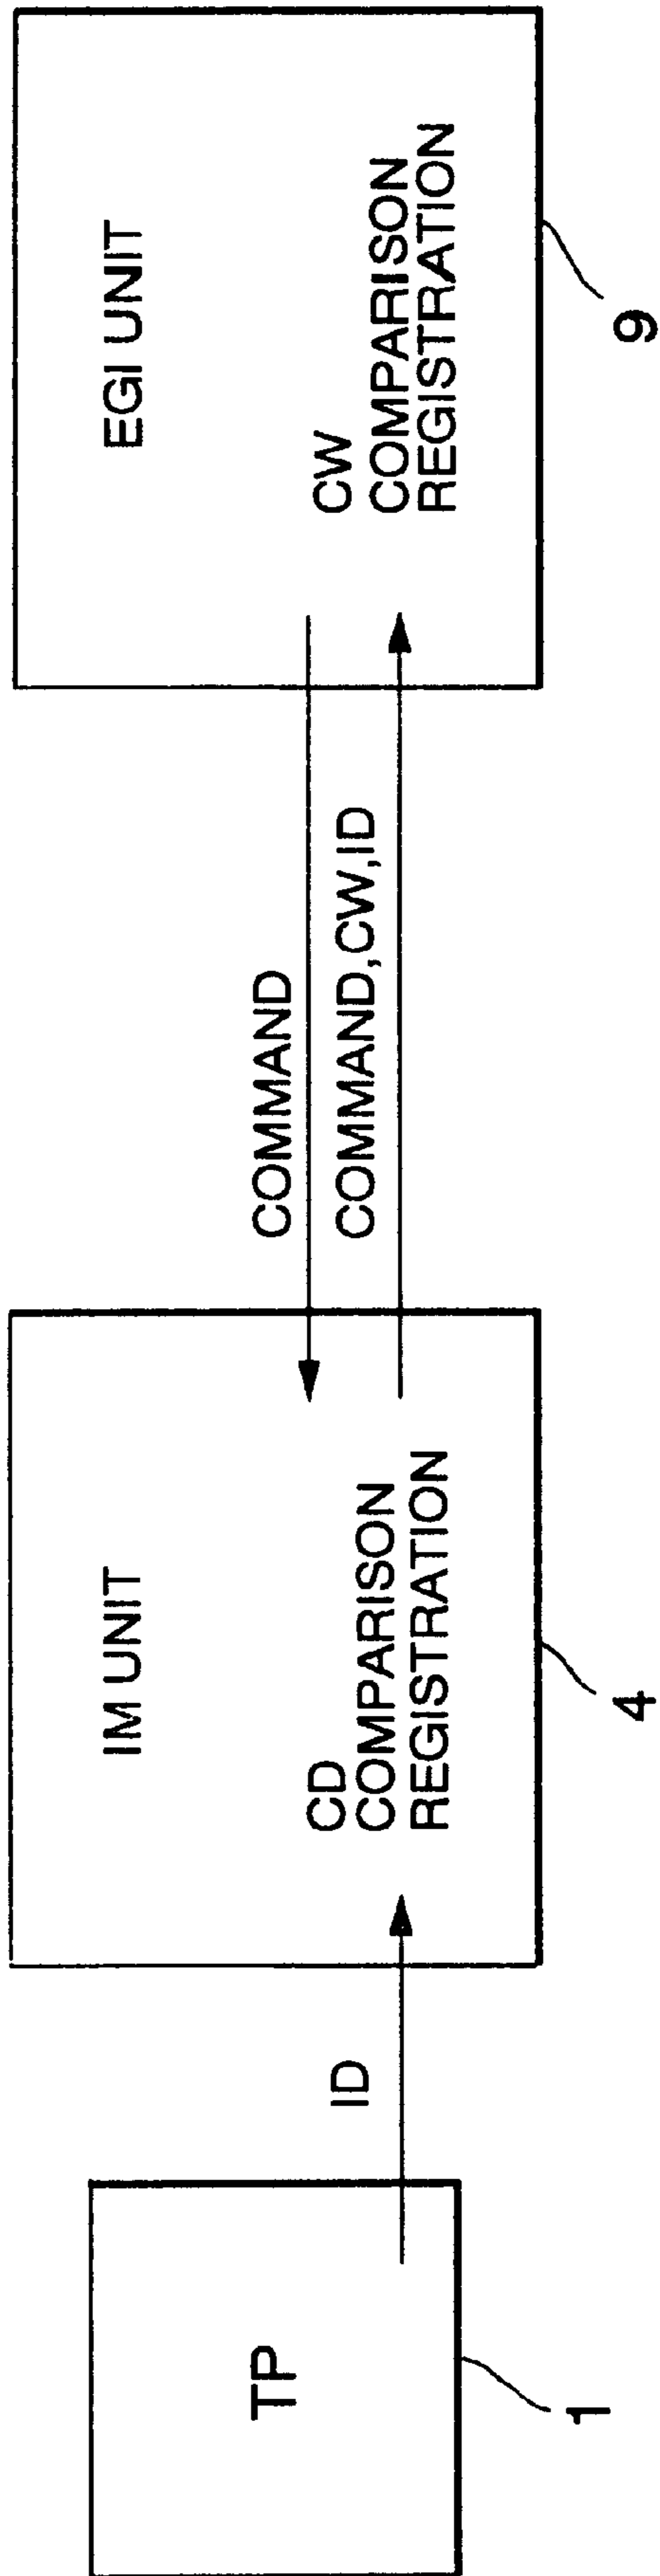 TP
1
ID
IM UNIT
CD
COMPARISON
REGISTRATION
4
COMMAND
COMMAND,CW,ID
EGI UNIT
CW
COMPARISON
REGISTRATION
9